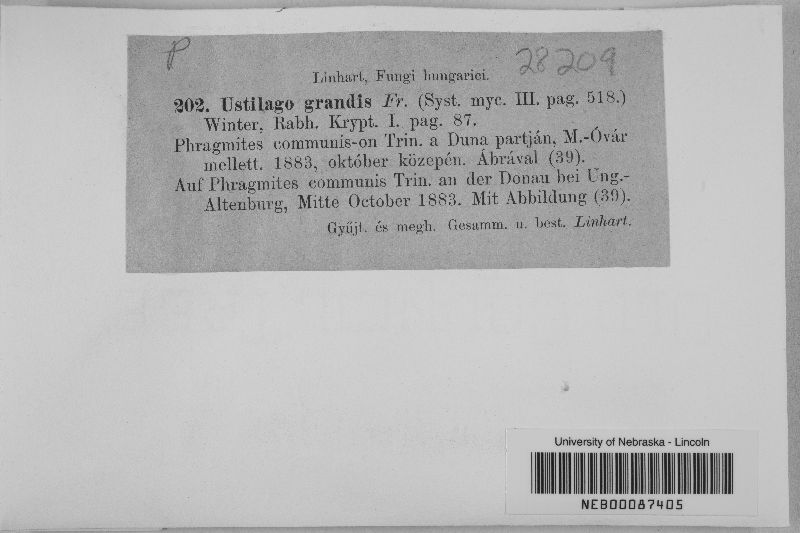 P
28209
Linhart, Fungi hungarici.
202. Ustilago grandis Fr. (Syst. myc. III. pag. 518.)
Winter, Rabh. Krypt. I. pag. 87.
Phragmites communis-on Trin. a Duna partján, M.-Óvár
mellett. 1883, október közepén. Ábrával (39).
Auf Phragmites communis Trin. an der Donau bei Ung.-
Altenburg, Mitte October 1883. Mit Abbildung (39).
Gyűjt. és megh. Gesamm. u. best. Linhart.
University of Nebraska - Lincoln
NEB00087405